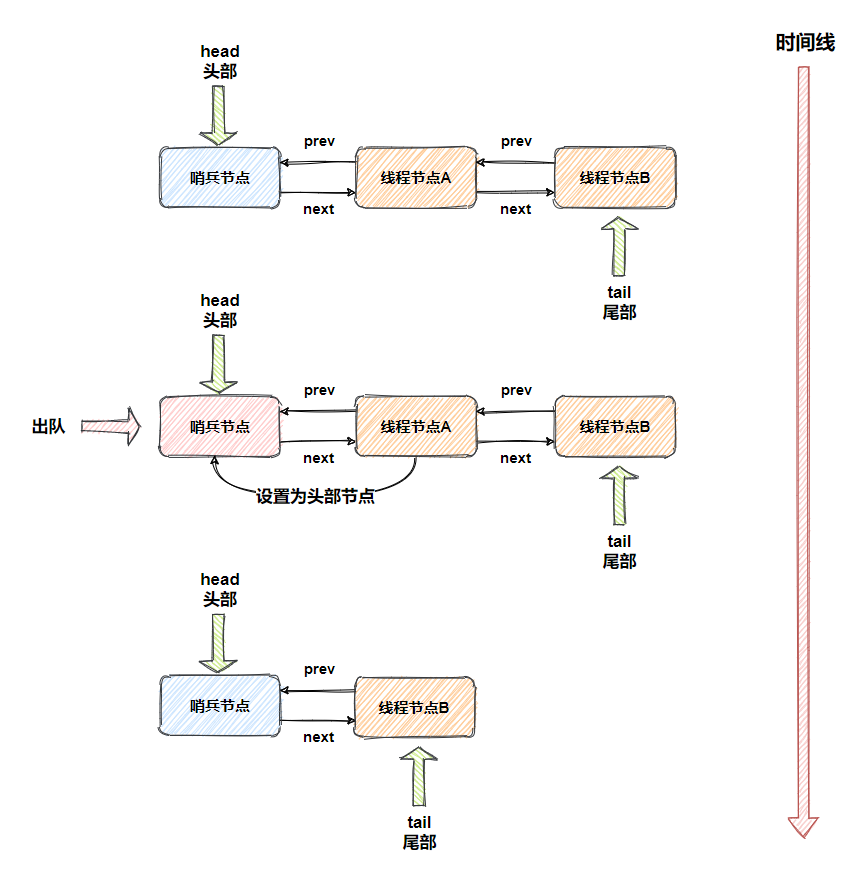 时间线
head
头部
prev
prev
哨兵节点
线程节点A
线程节点B
next
next
tail
尾部
head
头部
prev
prev
出队
哨兵节点
线程节点A
线程节点B
next
next
设置为头部节点
tail
尾部
head
头部
prev
哨兵节点
线程节点B
next
tail
尾部